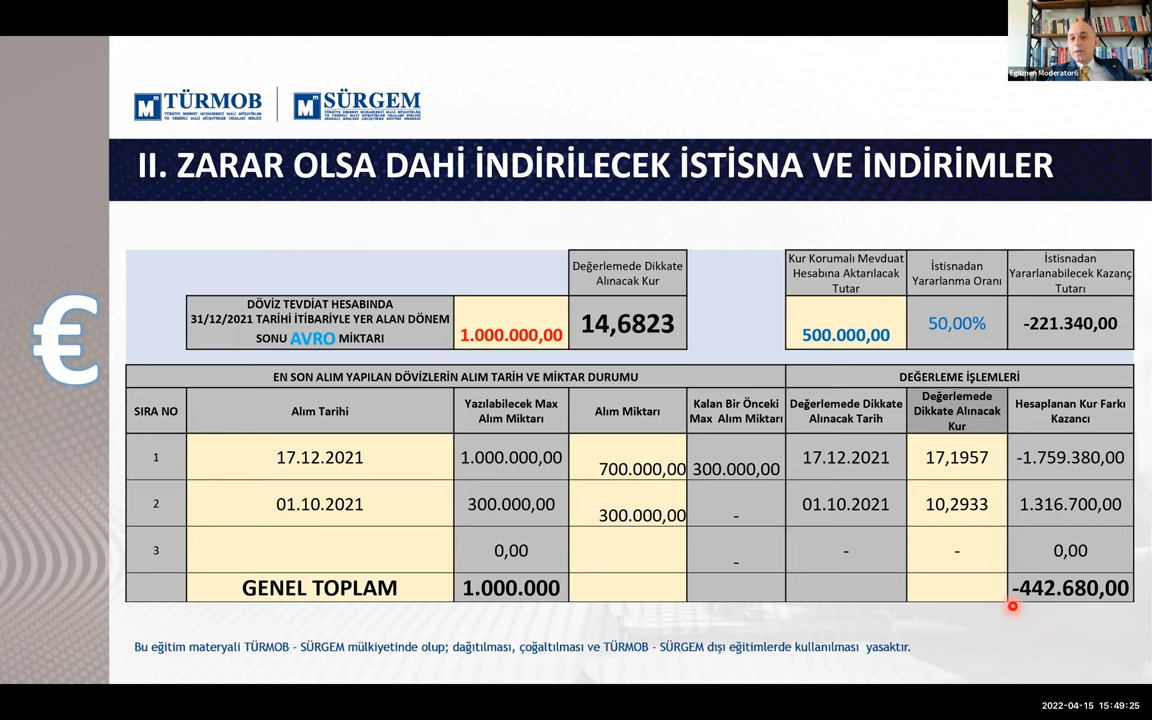 Egitmen Moderator6
TÜRMOB
SÜRGEM
II. ZARAR OLSA DAHİ İNDİRİLECEK İSTİSNA VE İNDİRİMLER
Değerlemede Dikkate
Alınacak Kur
Kur Korumalı Mevduat
Hesabına Aktarılacak
Tutar
İstisnadan
Yararlanma Oranı
İstisnadan
Yararlanabilecek Kazanç
Tutarı
DÖVİZ TEVDİAT HESABINDA
31/12/2021 TARİHİ İTİBARİYLE YER ALAN DÖNEM
SONU AVRO MİKTARI
1.000.000,00
14,6823
500.000,00
50,00%
-221.340,00
EN SON ALIM YAPILAN DÖVİZLERİN ALIM TARİH VE MİKTAR DURUMU
DEĞERLEME İŞLEMLERİ
SIRA NO
Alım Tarihi
Yazılabilecek Max
Alım Miktarı
Alım Miktarı
Kalan Bir Önceki
Max Alım Miktarı
Değerlemede Dikkate
Alınacak Tarih
Değerlemede
Dikkate Alınacak
Kur
Hesaplanan Kur Farkı
Kazancı
1 17.12.2021 1.000.000,00 700.000,00 300.000,00 17.12.2021 17,1957 -1.759.380,00
2 01.10.2021 300.000,00 300.000,00 - 01.10.2021 10,2933 1.316.700,00
3 0,00 - - - 0,00
GENEL TOPLAM 1.000.000 -442.680,00
Bu eğitim materyali TÜRMOB - SÜRGEM mülkiyetinde olup; dağıtılması, çoğaltılması ve TÜRMOB - SÜRGEM dışı eğitimlerde kullanılması yasaktır.
2022-04-15 15:49:25